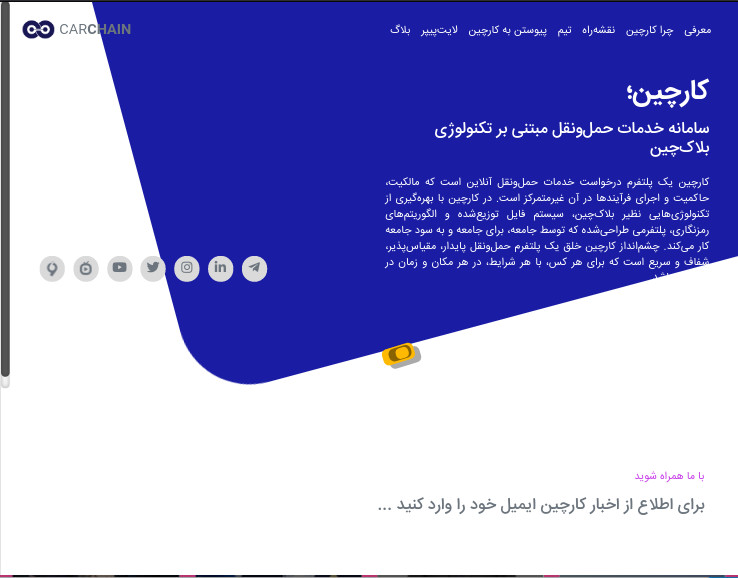 CARCHAIN
معرفی چرا کارچین نقشه‌راه تیم پیوستن به کارچین لایت‌پیپر بلاگ
کارچین؛
سامانه خدمات حمل‌ونقل مبتنی بر تکنولوژی
بلاک‌چین
کارچین یک پلتفرم درخواست خدمات حمل‌ونقل آنلاین است که مالکیت،
حاکمیت و اجرای فرآیندها در آن غیرمتمرکز است. در کارچین با بهره‌گیری از
تکنولوژی‌هایی نظیر بلاک‌چین، سیستم فایل توزیع‌شده و الگوریتم‌های
رمزنگاری، پلتفرمی طراحی‌شده که توسط جامعه، برای جامعه و به سود جامعه
کار می‌کند. چشم‌انداز کارچین خلق یک پلتفرم حمل‌ونقل پایدار، مقیاس‌پذیر،
شفاف و سریع است که برای هر کس، با هر شرایط، در هر مکان و زمان در
با ما همراه شوید
برای اطلاع از اخبار کارچین ایمیل خود را وارد کنید ...